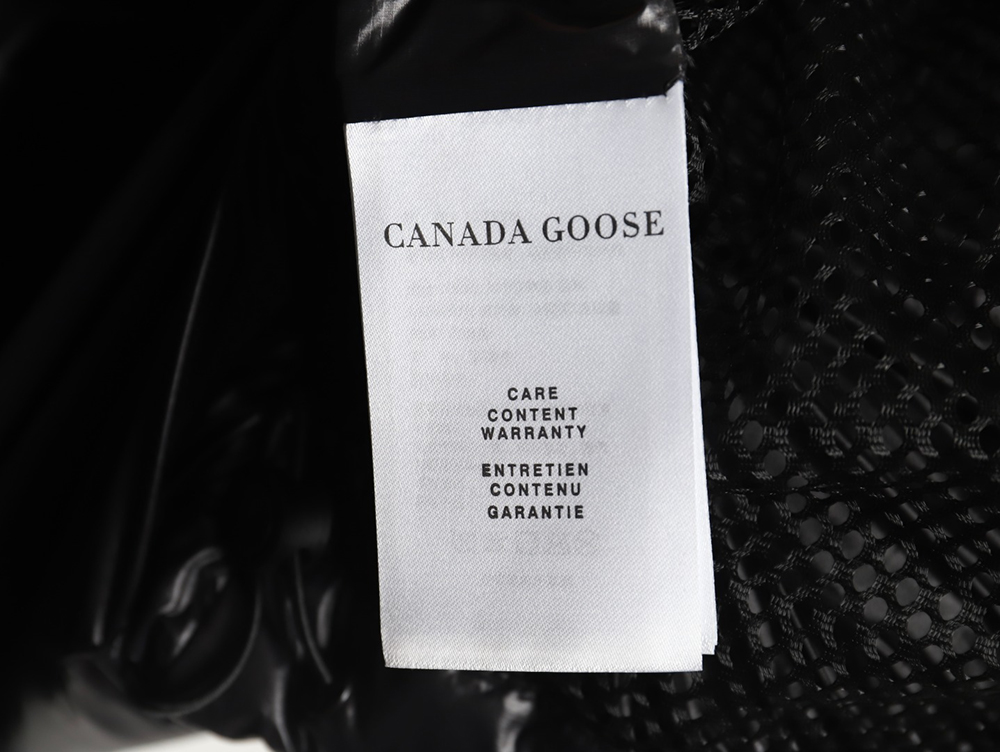 CANADA GOOSE
CARE
CONTENT
WARRANTY
ENTRETIEN
CONTENU
GARANTIE